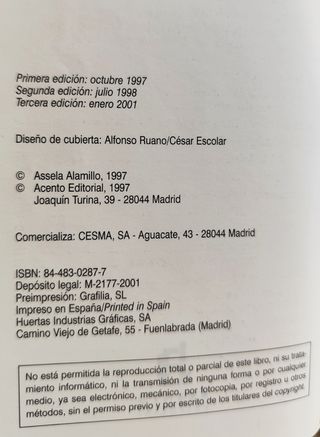 Primera edición: octubre 1997
Segunda edición: julio 1998
Tercera edición: enero 2001
Diseño de cubierta: Alfonso Ruano/César Escolar
© Assela Alamillo, 1997
© Acento Editorial, 1997
Joaquín Turina, 39 - 28044 Madrid
Comercializa: CESMA, SA - Aguacate, 43 - 28044 Madrid
ISBN: 84-483-0287-7
Depósito legal: M-2177-2001
Preimpresión: Grafilia, SL
Impreso en España/Printed in Spain
Huertas Industrias Gráficas, SA
Camino Viejo de Getafe, 55 - Fuenlabrada (Madrid)
No está permitida la reproducción total o parcial de este libro, ni su trata-
miento informático, ni la transmisión de ninguna forma o por cualquier
medio, ya sea electrónico, mecánico, por fotocopia, por registro u otros
métodos, sin el permiso previo y por escrito de los titulares del copyright.